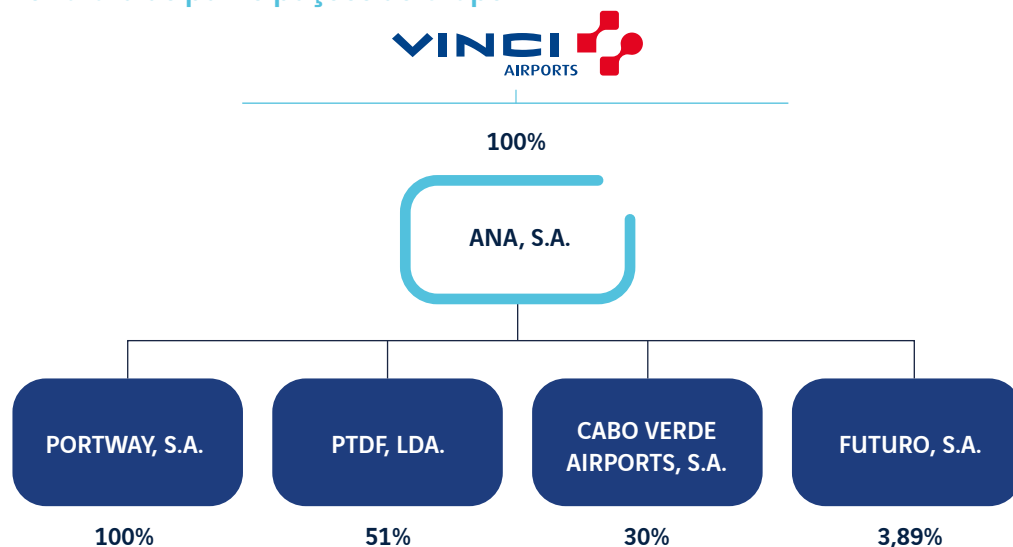 VINCI
AIRPORTS
100%
ANA, S.A.
PORTWAY, S.A.
PTDF, LDA.
CABO VERDE
AIRPORTS, S.A.
FUTURO, S.A.
100%
51%
30%
3,89%